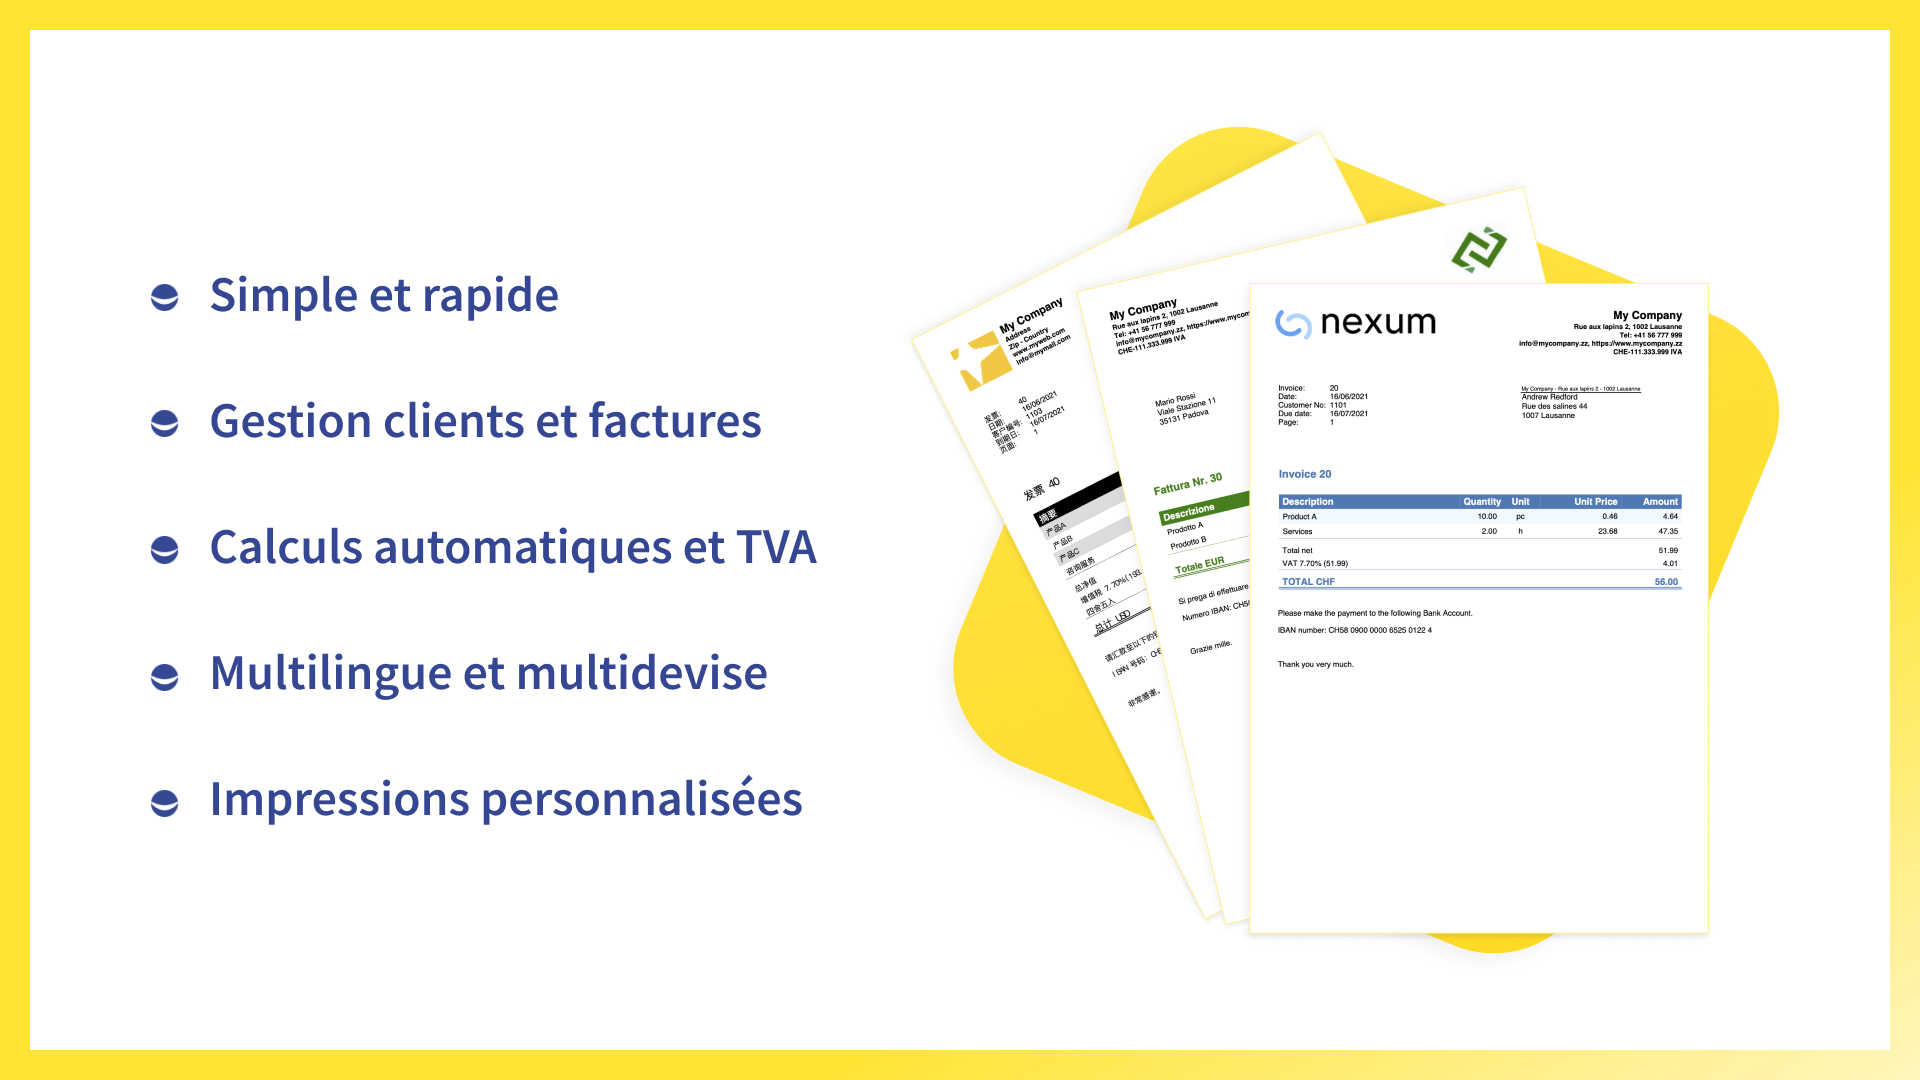 Simple et rapide
Gestion clients et factures
Calculs automatiques et TVA
Multilingue et multidevise
Impressions personnalisées
My Company
Address
Zip - Country
www.myweb.com
info@mymail.com
发票: 40
日期: 16/06/2021
客户编号: 1103
到期日: 16/07/2021
页面: 1
发票 40
摘要
产品A
产品B
产品C
咨询服务
总净值
增值税 7.70%(193.
四舍五入
总计 USD
请汇款至以下的
IBAN 号码: CH5
非常感谢。
My Company
Rue aux lapins 2, 1002 Lausanne
Tel: +41 56 777 999
info@mycompany.zz, https://www.mycom
CHE-111.333.999 IVA
Mario Rossi
Viale Stazione 11
35131 Padova
Fattura Nr. 30
Descrizione
Prodotto A
Prodotto B
Totale EUR
Si prega di effettuare
Numero IBAN: CH58
Grazie mille.
nexum
My Company
Rue aux lapins 2, 1002 Lausanne
Tel: +41 56 777 999
info@mycompany.zz, https://www.mycompany.zz
CHE-111.333.999 IVA
Invoice: 20
Date: 16/06/2021
Customer No: 1101
Due date: 16/07/2021
Page: 1
My Company - Rue aux lapins 2 - 1002 Lausanne
Andrew Redford
Rue des salines 44
1007 Lausanne
Invoice 20
Description Quantity Unit Unit Price Amount
Product A 10.00 pc 0.46 4.64
Services 2.00 h 23.68 47.35
Total net 51.99
VAT 7.70% (51.99) 4.01
TOTAL CHF 56.00
Please make the payment to the following Bank Account.
IBAN number: CH58 0900 0000 6525 0122 4
Thank you very much.